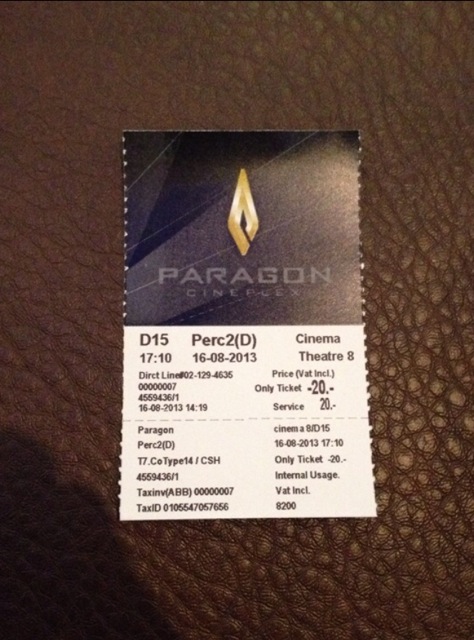 PARAGON
CINEPLEX
D15 Perc2(D) Cinema
17:10 16-08-2013 Theatre 8
Dirct Line#02-129-4635 Price (Vat Incl.)
00000007 Only Ticket -20.-
4559436/1
16-08-2013 14:19 Service 20.-
Paragon cinema 8/D15
Perc2(D) 16-08-2013 17:10
T7.CoType14 / CSH Only Ticket -20.-
4559436/1 Internal Usage.
Taxinv(ABB) 00000007 Vat Incl.
TaxID 0105547057656 8200